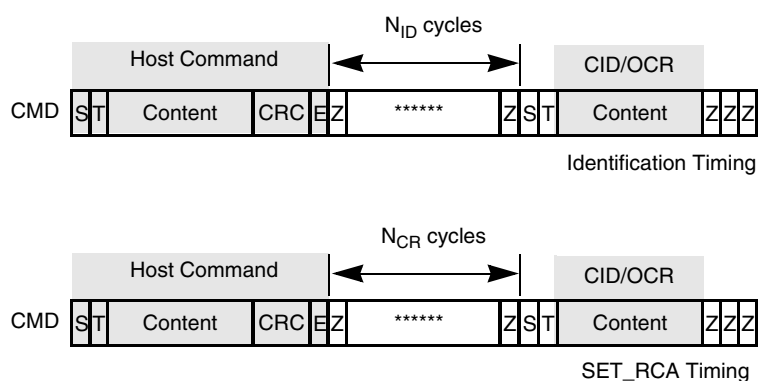 N_ID cycles
Host Command CID/OCR
CMD S T Content CRC E Z ****** Z S T Content Z Z Z
Identification Timing
N_CR cycles
Host Command CID/OCR
CMD S T Content CRC E Z ****** Z S T Content Z Z Z
SET_RCA Timing